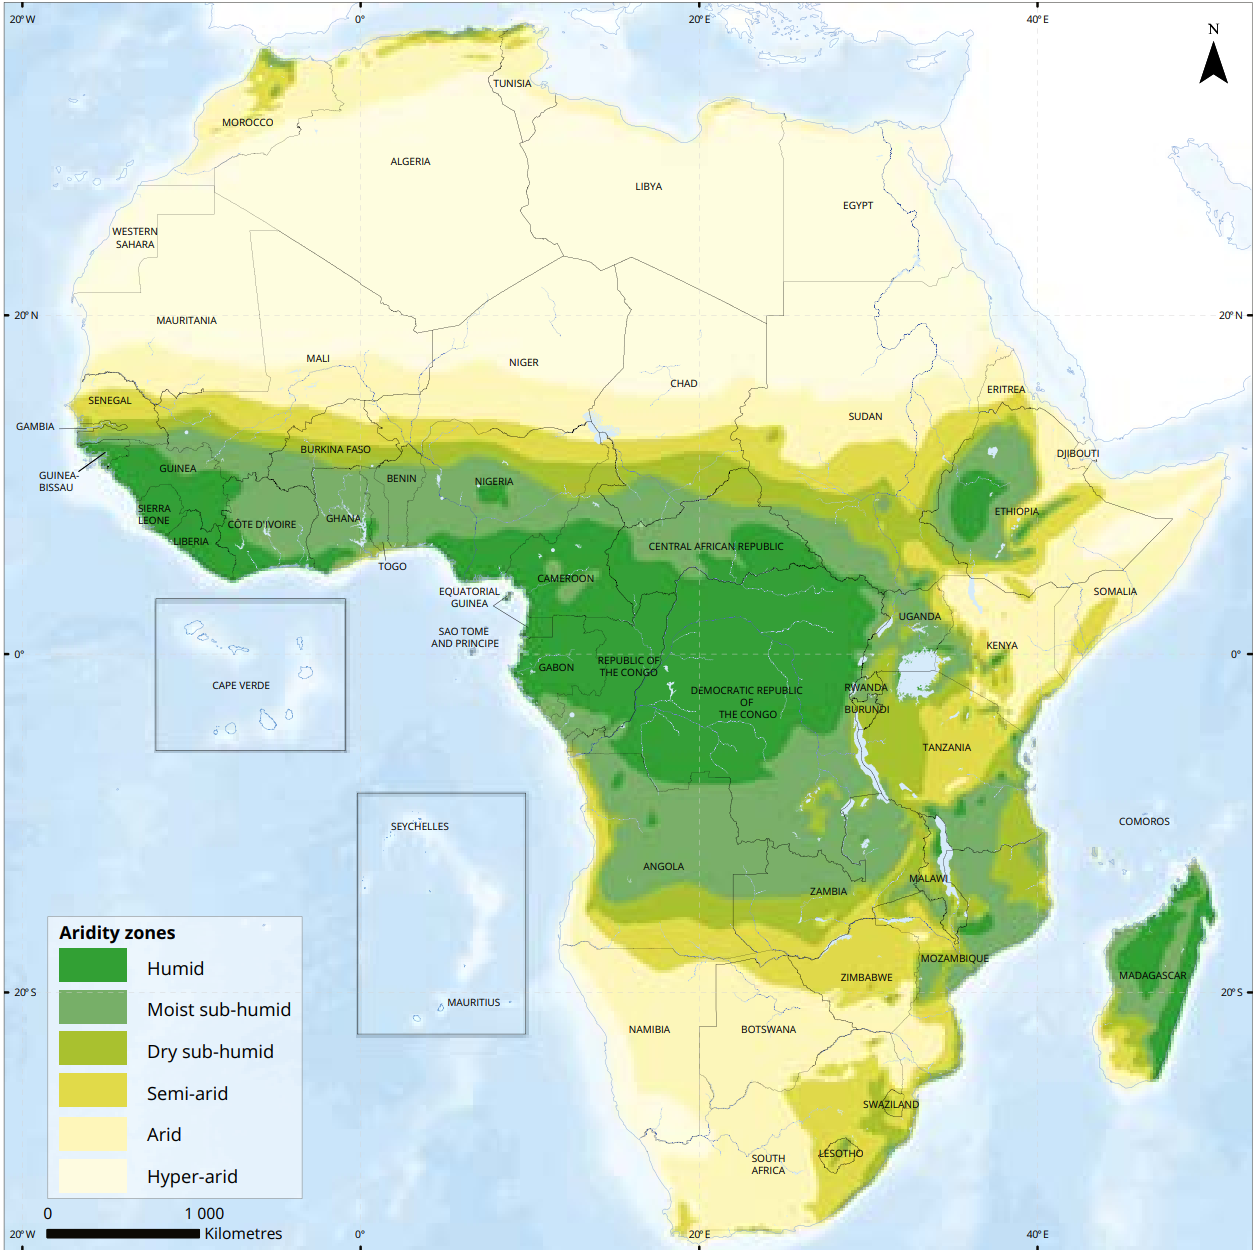 20°W
0°
20°E
40°E
N
TUNISIA
MOROCCO
ALGERIA
LIBYA
EGYPT
WESTERN
SAHARA
20°N
20°N
MAURITANIA
MALI
NIGER
CHAD
SUDAN
ERITREA
SENEGAL
GAMBIA
BURKINA FASO
DJIBOUTI
GUINEA-
BISSAU
GUINEA
BENIN
NIGERIA
SIERRA
LEONE
CÔTE D'IVOIRE
GHANA
ETHIOPIA
LIBERIA
CENTRAL AFRICAN REPUBLIC
TOGO
CAMEROON
EQUATORIAL
GUINEA
SOMALIA
UGANDA
SAO TOME
AND PRINCIPE
KENYA
0°
0°
GABON
REPUBLIC OF
THE CONGO
CAPE VERDE
DEMOCRATIC REPUBLIC
OF
THE CONGO
RWANDA
BURUNDI
TANZANIA
SEYCHELLES
COMOROS
ANGOLA
ZAMBIA
MALAWI
MOZAMBIQUE
ZIMBABWE
MADAGASCAR
20°S
20°S
MAURITIUS
NAMIBIA
BOTSWANA
SWAZILAND
LESOTHO
SOUTH
AFRICA
Aridity zones
Humid
Moist sub-humid
Dry sub-humid
Semi-arid
Arid
Hyper-arid
0
1 000
Kilometres
20°W
0°
20°E
40°E